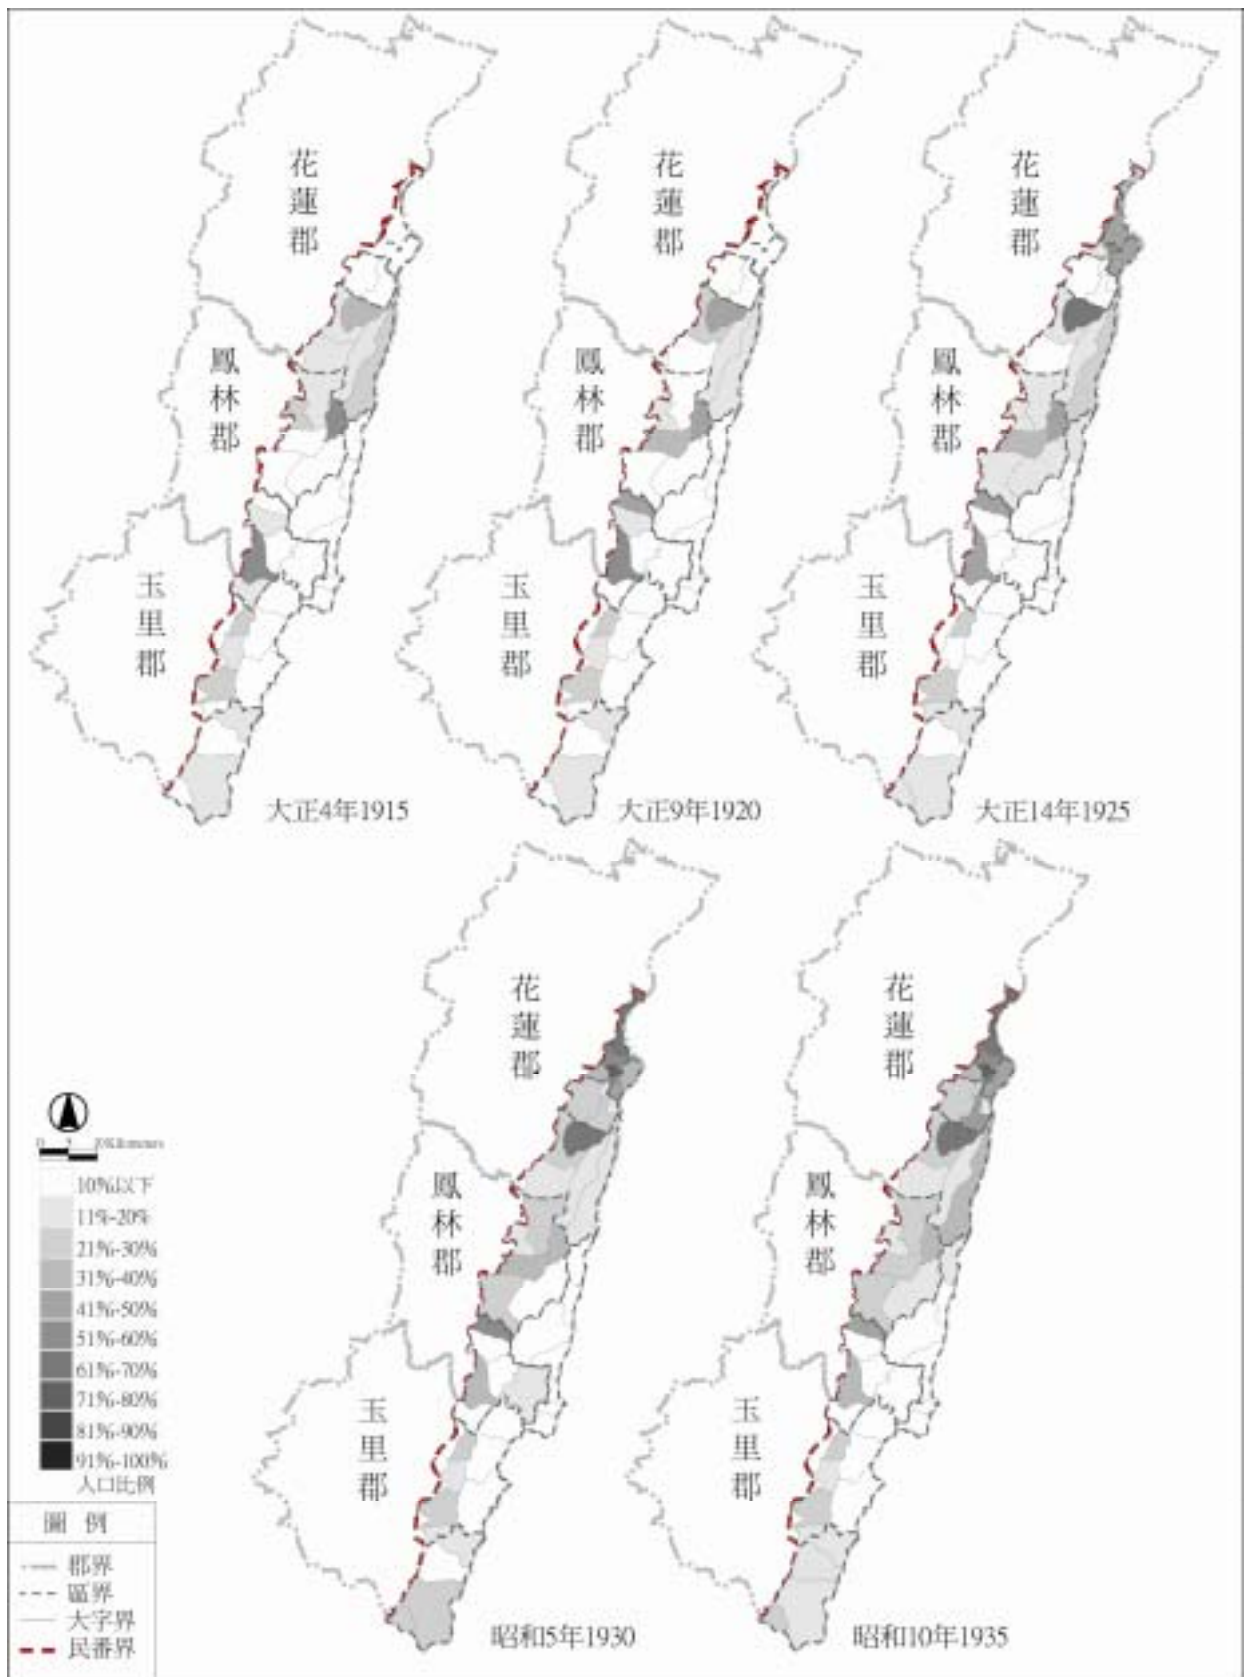 花蓮郡
花蓮郡
花蓮郡
鳳林郡
鳳林郡
鳳林郡
玉里郡
玉里郡
玉里郡
大正4年1915
大正9年1920
大正14年1925
花蓮郡
花蓮郡
鳳林郡
鳳林郡
玉里郡
玉里郡
昭和5年1930
昭和10年1935
10%以下
11%-20%
21%-30%
31%-40%
41%-50%
51%-60%
61%-70%
71%-80%
81%-90%
91%-100%
人口比例
圖例
郡界
區界
大字界
民番界